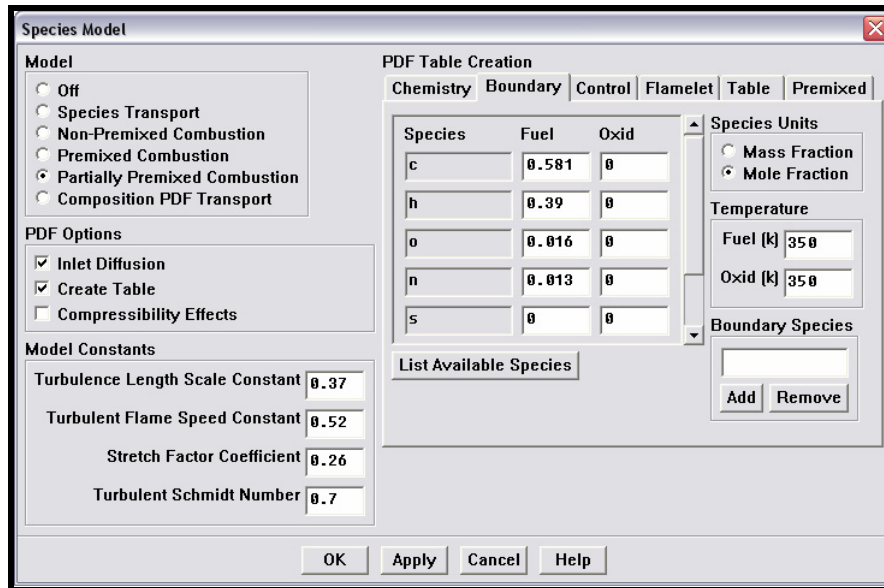 Species Model
Model
Off
Species Transport
Non-Premixed Combustion
Premixed Combustion
Partially Premixed Combustion
Composition PDF Transport
PDF Options
Inlet Diffusion
Create Table
Compressibility Effects
Model Constants
Turbulence Length Scale Constant 0.37
Turbulent Flame Speed Constant 0.52
Stretch Factor Coefficient 0.26
Turbulent Schmidt Number 0.7
PDF Table Creation
Chemistry Boundary Control Flamelet Table Premixed
Species Fuel Oxid
c 0.581 0
h 0.39 0
o 0.016 0
n 0.013 0
s 0 0
List Available Species
Species Units
Mass Fraction
Mole Fraction
Temperature
Fuel (k) 350
Oxid (k) 350
Boundary Species
Add Remove
OK Apply Cancel Help